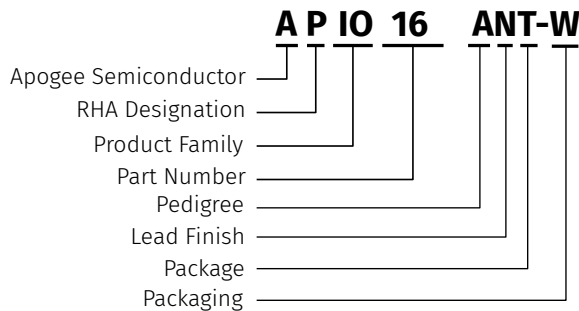 A P IO 16 ANT-W
Apogee Semiconductor
RHA Designation
Product Family
Part Number
Pedigree
Lead Finish
Package
Packaging